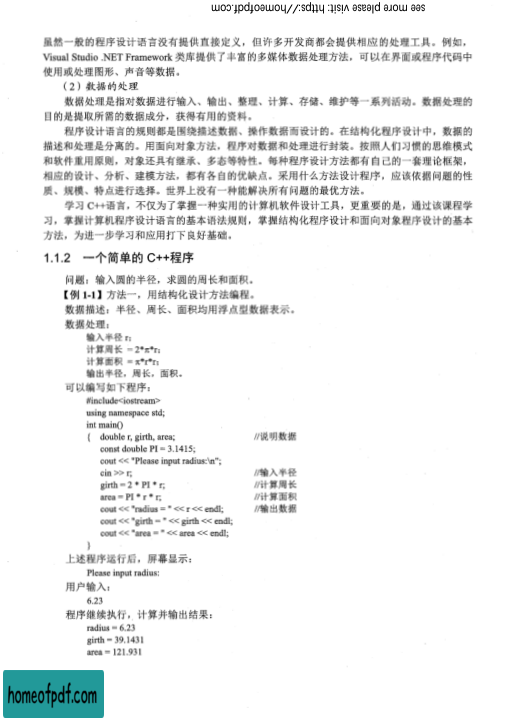 see more please visit: https://homeofpdf.com
虽然一般的程序设计语言没有提供直接定义，但许多开发商都会提供相应的处理工具。例如，
Visual Studio .NET Framework 类库提供了丰富的多媒体数据处理方法，可以在界面或程序代码中
使用或处理图形、声音等数据。
（2）数据的处理
数据处理是指对数据进行输入、输出、整理、计算、存储、维护等一系列活动。数据处理的
目的是提取所需的数据成分，获得有用的资料。
程序设计语言的规则都是围绕描述数据、操作数据而设计的。在结构化程序设计中，数据的
描述和处理是分离的。用面向对象方法，程序对数据和处理进行封装。按照人们习惯的思维模式
和软件重用原则，对象还具有继承、多态等特性。每种程序设计方法都有自己的一套理论框架，
相应的设计、分析、建模方法，都有各自的优缺点。采用什么方法设计程序，应该依据问题的性
质、规模、特点进行选择。世界上没有一种能解决所有问题的最优方法。
学习 C++语言，不仅为了掌握一种实用的计算机软件设计工具，更重要的是，通过该课程学
习，掌握计算机程序设计语言的基本语法规则，掌握结构化程序设计和面向对象程序设计的基本
方法，为进一步学习和应用打下良好基础。
1.1.2 一个简单的 C++程序
问题：输入圆的半径，求圆的周长和面积。
【例 1-1】方法一，用结构化设计方法编程。
数据描述：半径、周长、面积均用浮点型数据表示。
数据处理：
输入半径 r;
计算周长 = 2*π*r;
计算面积 = π*r*r;
输出半径，周长，面积。
可以编写如下程序：
#include<iostream>
using namespace std;
int main()
{ double r, girth, area; //说明数据
const double PI = 3.1415;
cout << "Please input radius:\n";
cin >> r; //输入半径
girth = 2 * PI * r; //计算周长
area = PI * r * r; //计算面积
cout << "radius = " << r << endl; //输出数据
cout << "girth = " << girth << endl;
cout << "area = " << area << endl;
}
上述程序运行后，屏幕显示：
Please input radius:
用户输入：
6.23
程序继续执行，计算并输出结果：
radius = 6.23
girth = 39.1431
area = 121.931
homeofpdf.com